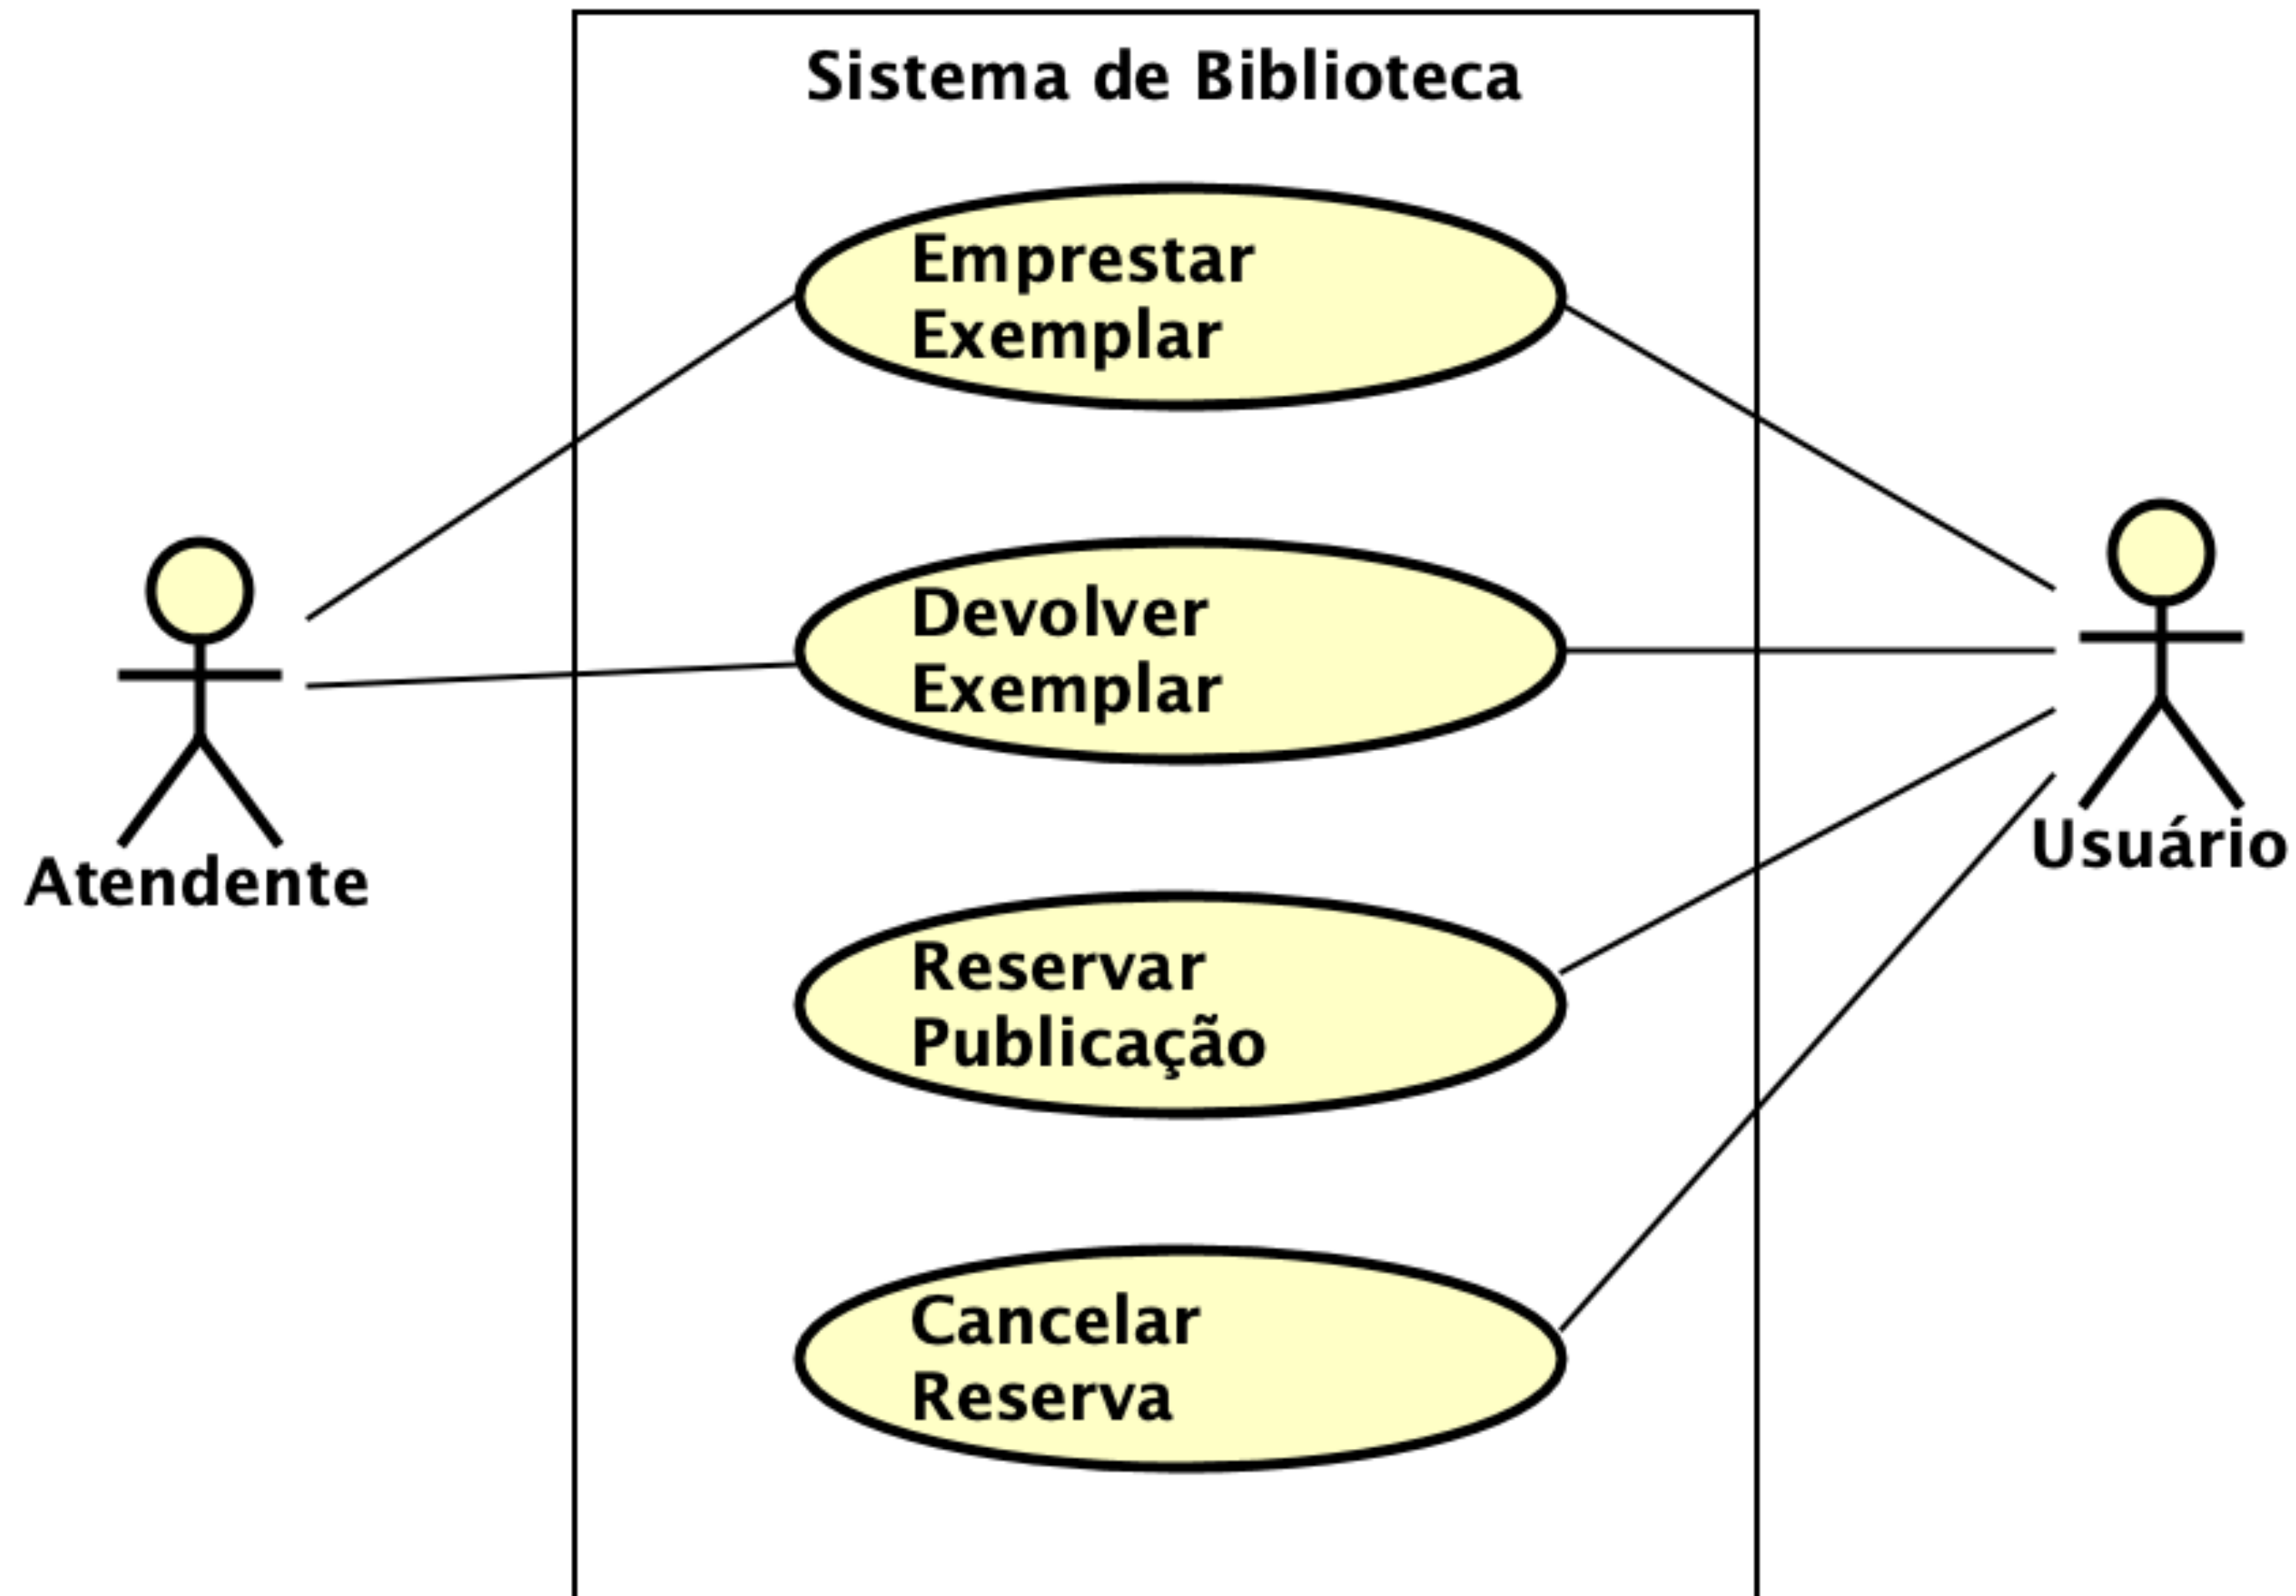 Sistema de Biblioteca
Emprestar
Exemplar
Devolver
Exemplar
Atendente
Usuário
Reservar
Publicação
Cancelar
Reserva